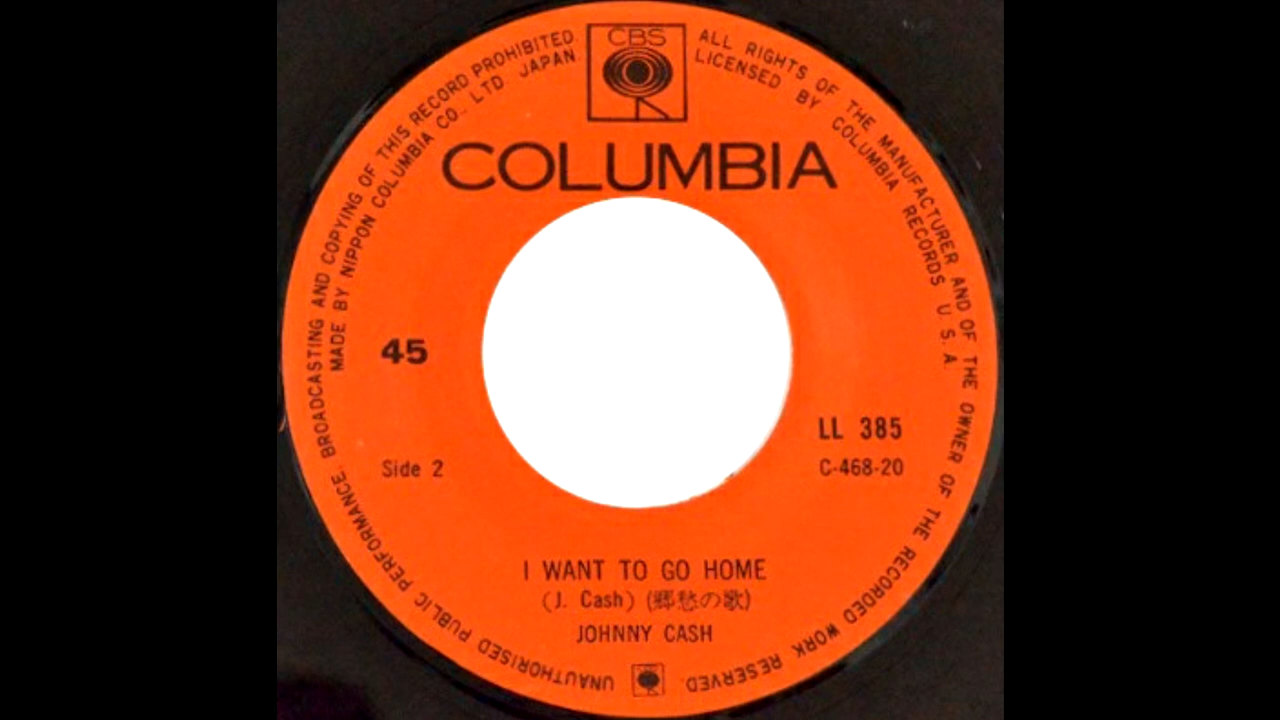 CBS
COLUMBIA
ALL RIGHTS OF THE MANUFACTURER AND OF THE OWNER OF THE RECORDED WORK RESERVED.
UNAUTHORISED PUBLIC PERFORMANCE. BROADCASTING AND COPYING OF THIS RECORD PROHIBITED.
MADE BY NIPPON COLUMBIA CO., LTD. JAPAN.
LICENSED BY COLUMBIA RECORDS U. S. A.
45
LL 385
Side 2
C-468-20
I WANT TO GO HOME
(J. Cash) (郷愁の歌)
JOHNNY CASH